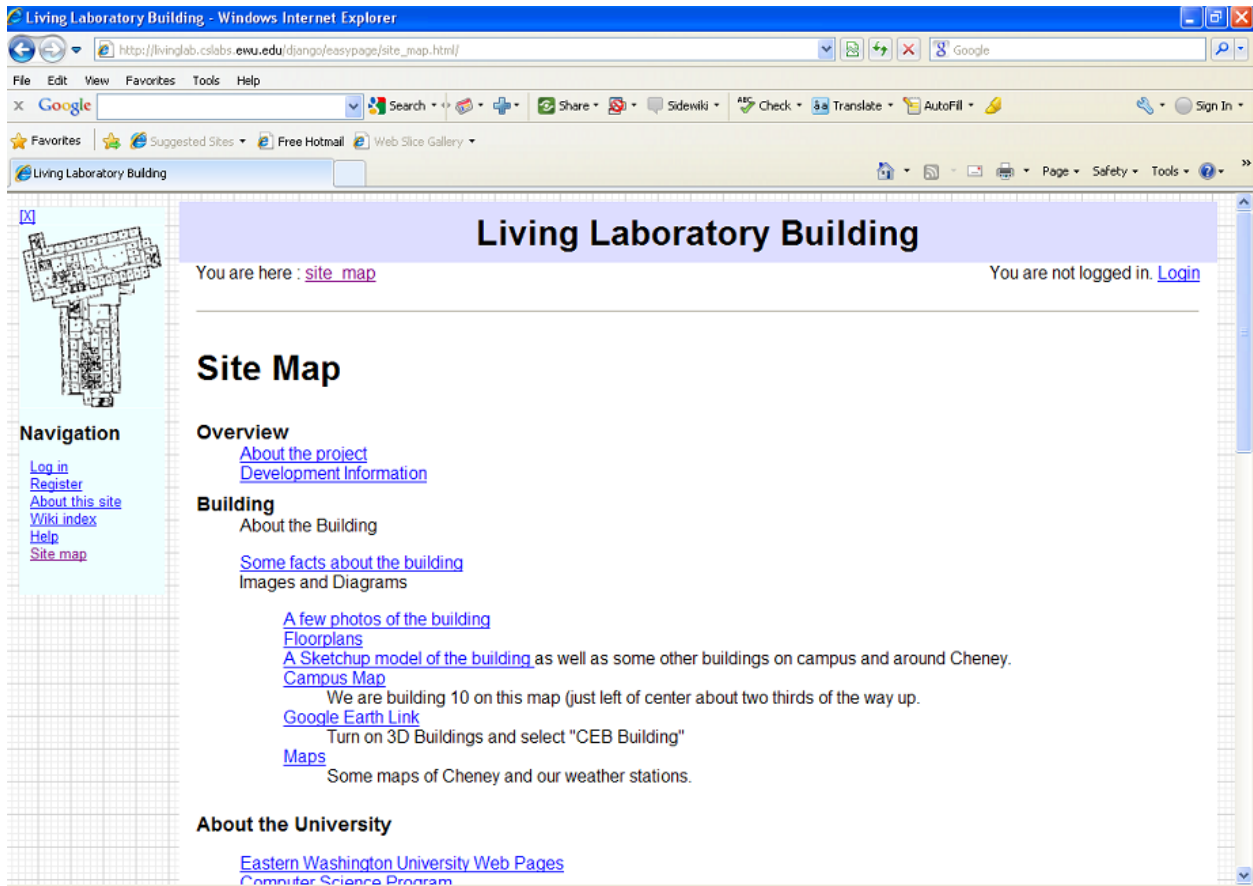 Living Laboratory Building - Windows Internet Explorer
http://livinglab.cslabs.ewu.edu/django/easypage/site_map.html/
Google
File Edit View Favorites Tools Help
x Google Search Share Sidewiki Check Translate AutoFill Sign In
Favorites Suggested Sites Free Hotmail Web Slice Gallery
Living Laboratory Building
Page Safety Tools »
[X]
Living Laboratory Building
You are here : site_map
You are not logged in. Login
Site Map
Navigation
Log in
Register
About this site
Wiki index
Help
Site map
Overview
About the project
Development Information
Building
About the Building
Some facts about the building
Images and Diagrams
A few photos of the building
Floorplans
A Sketchup model of the building as well as some other buildings on campus and around Cheney.
Campus Map
We are building 10 on this map (just left of center about two thirds of the way up.
Google Earth Link
Turn on 3D Buildings and select "CEB Building"
Maps
Some maps of Cheney and our weather stations.
About the University
Eastern Washington University Web Pages
Computer Science Program